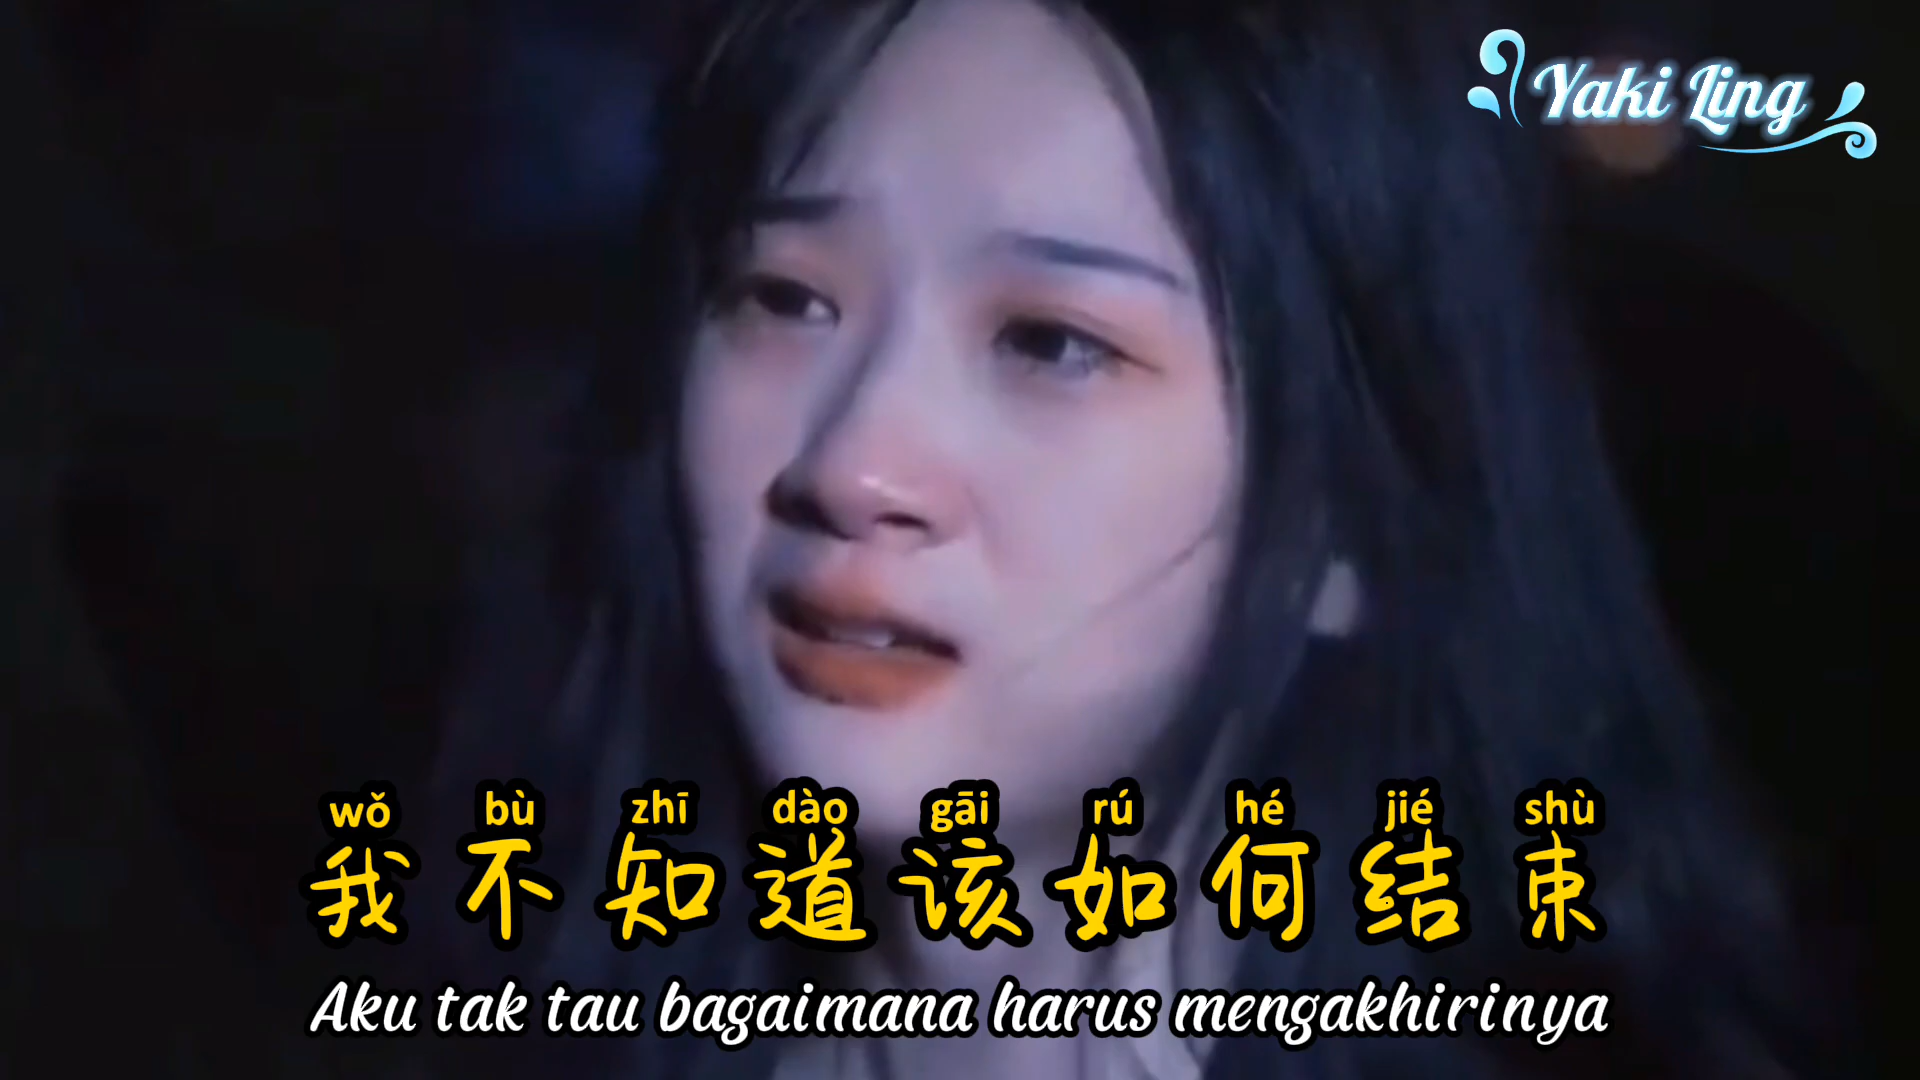 Yaki Ling
wǒ bù zhī dào gāi rú hé jié shù
我不知道该如何结束
Aku tak tau bagaimana harus mengakhirinya